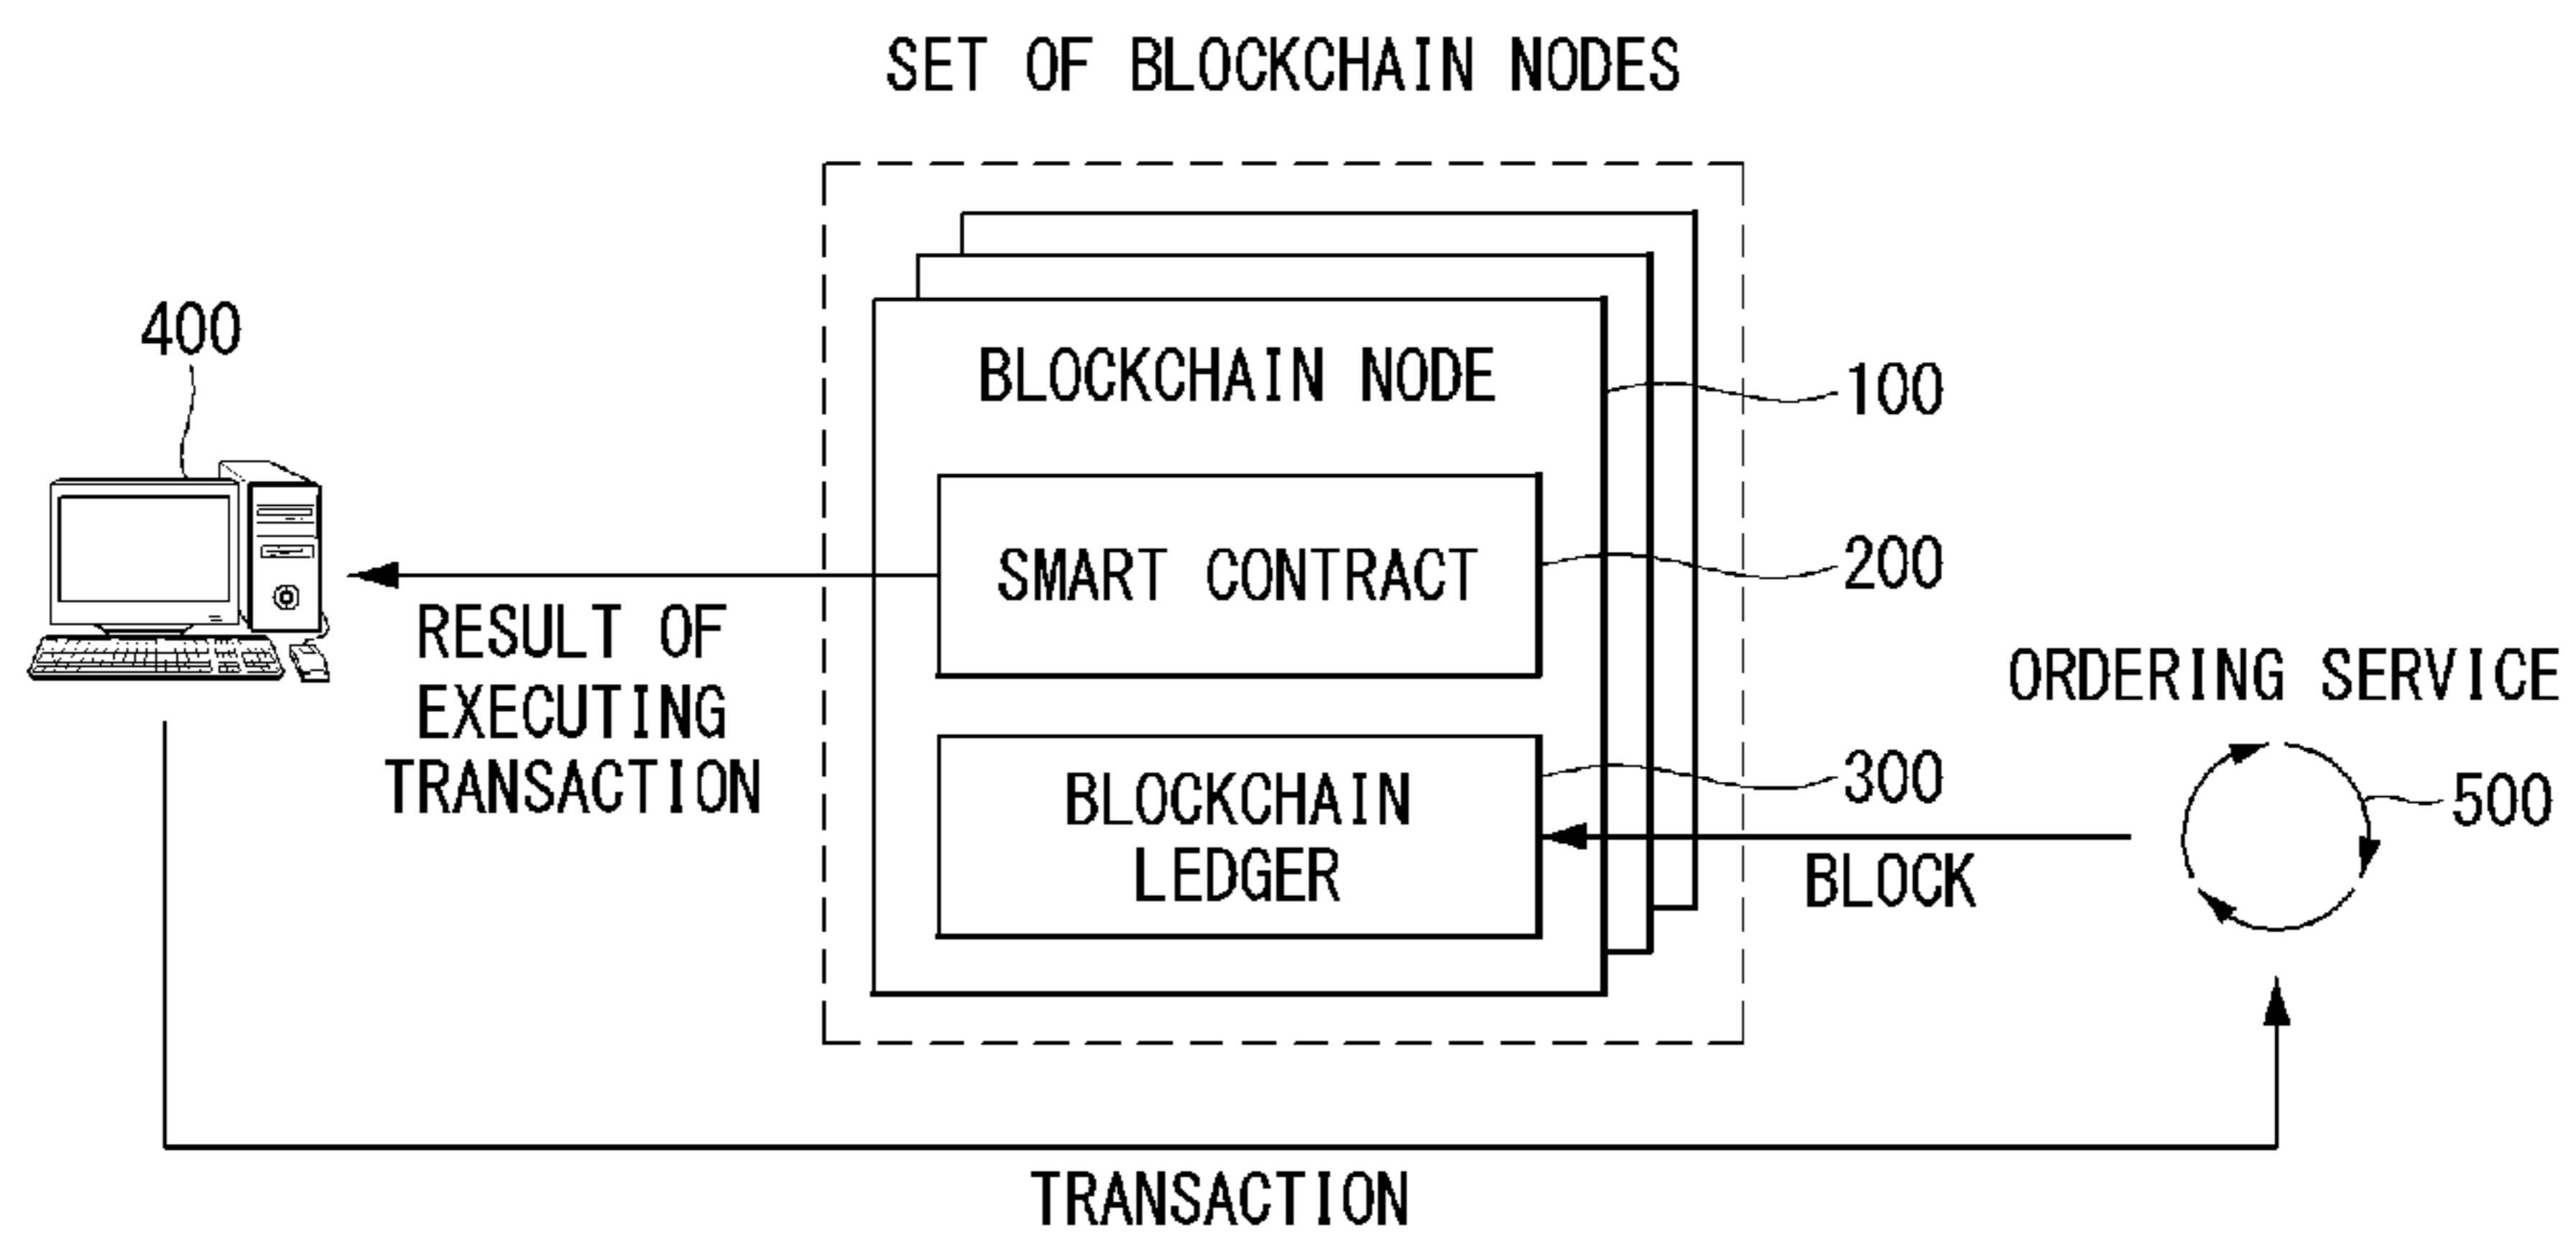 SET OF BLOCKCHAIN NODES
400
BLOCKCHAIN NODE
100
SMART CONTRACT
200
RESULT OF
EXECUTING
TRANSACTION
ORDERING SERVICE
300
BLOCKCHAIN
LEDGER
500
BLOCK
TRANSACTION